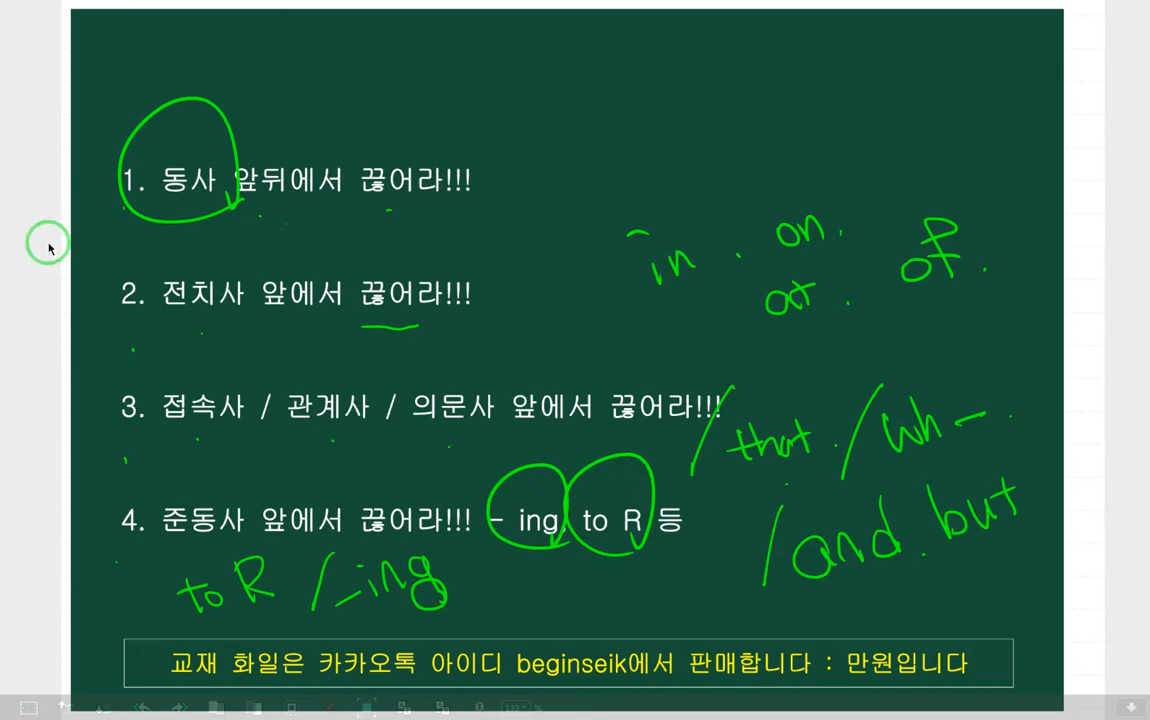 1. 동사 앞뒤에서 끊어라!!!
in . on .
at . of .
2. 전치사 앞에서 끊어라!!!
3. 접속사 / 관계사 / 의문사 앞에서 끊어라!!!
/ that . / wh -
4. 준동사 앞에서 끊어라!!! - ing, to R 등
/ and . but
to R / -ing
교재 화일은 카카오톡 아이디 beginseik에서 판매합니다 : 만원입니다
133 %